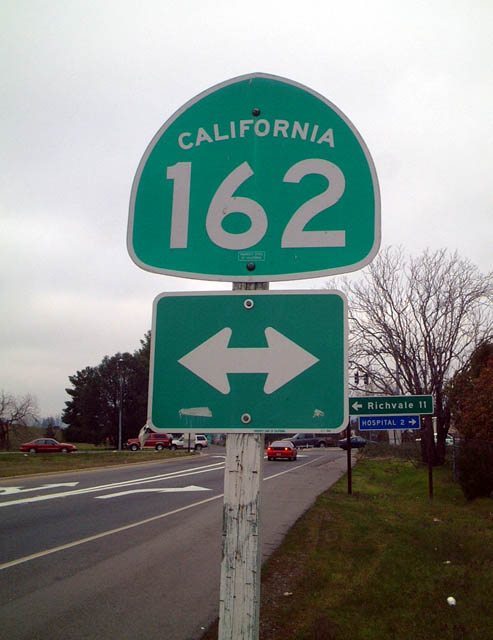 CALIFORNIA
162
Richvale 11
HOSPITAL 2